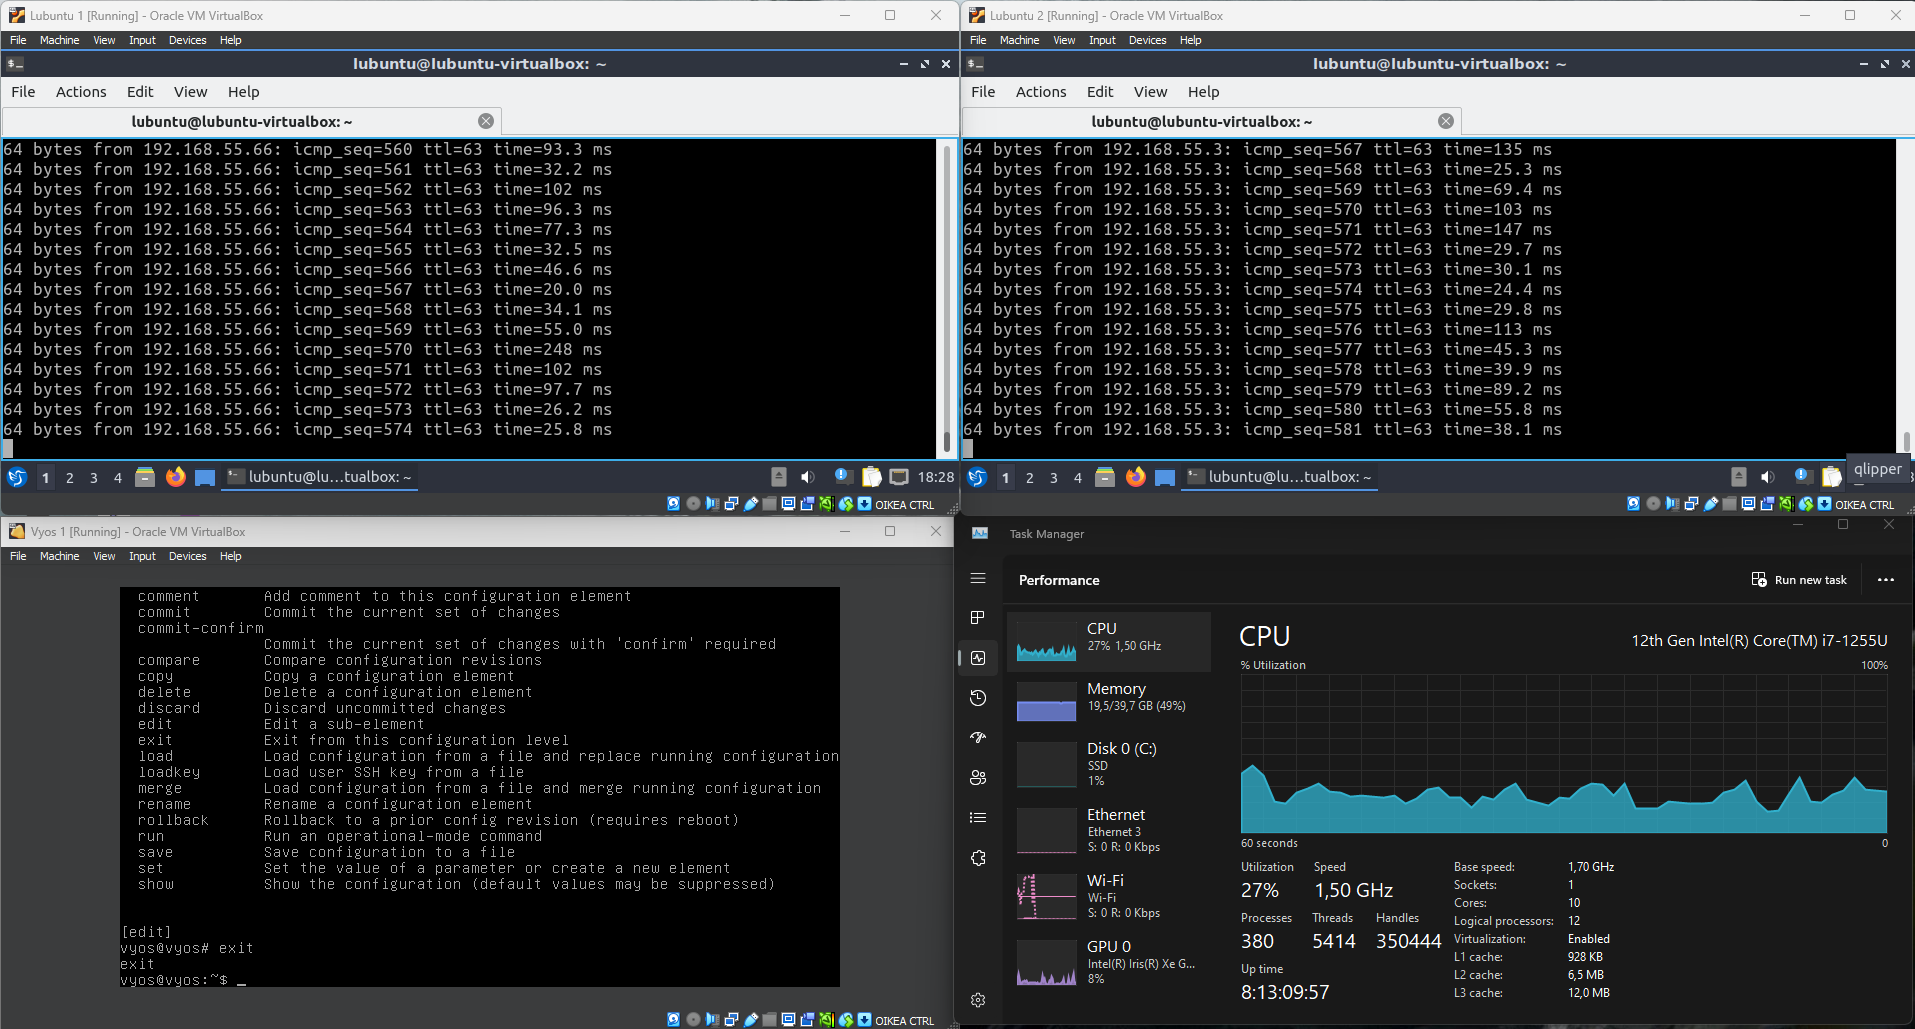 Lubuntu 1 [Running] - Oracle VM VirtualBox
File Machine View Input Devices Help
lubuntu@lubuntu-virtualbox: ~
File Actions Edit View Help
lubuntu@lubuntu-virtualbox: ~
64 bytes from 192.168.55.66: icmp_seq=560 ttl=63 time=93.3 ms
64 bytes from 192.168.55.66: icmp_seq=561 ttl=63 time=32.2 ms
64 bytes from 192.168.55.66: icmp_seq=562 ttl=63 time=102 ms
64 bytes from 192.168.55.66: icmp_seq=563 ttl=63 time=96.3 ms
64 bytes from 192.168.55.66: icmp_seq=564 ttl=63 time=77.3 ms
64 bytes from 192.168.55.66: icmp_seq=565 ttl=63 time=32.5 ms
64 bytes from 192.168.55.66: icmp_seq=566 ttl=63 time=46.6 ms
64 bytes from 192.168.55.66: icmp_seq=567 ttl=63 time=20.0 ms
64 bytes from 192.168.55.66: icmp_seq=568 ttl=63 time=34.1 ms
64 bytes from 192.168.55.66: icmp_seq=569 ttl=63 time=55.0 ms
64 bytes from 192.168.55.66: icmp_seq=570 ttl=63 time=248 ms
64 bytes from 192.168.55.66: icmp_seq=571 ttl=63 time=102 ms
64 bytes from 192.168.55.66: icmp_seq=572 ttl=63 time=97.7 ms
64 bytes from 192.168.55.66: icmp_seq=573 ttl=63 time=26.2 ms
64 bytes from 192.168.55.66: icmp_seq=574 ttl=63 time=25.8 ms
1 2 3 4 lubuntu@lu...tualbox: ~ 18:28
OIKEA CTRL
Lubuntu 2 [Running] - Oracle VM VirtualBox
File Machine View Input Devices Help
lubuntu@lubuntu-virtualbox: ~
File Actions Edit View Help
lubuntu@lubuntu-virtualbox: ~
64 bytes from 192.168.55.3: icmp_seq=567 ttl=63 time=135 ms
64 bytes from 192.168.55.3: icmp_seq=568 ttl=63 time=25.3 ms
64 bytes from 192.168.55.3: icmp_seq=569 ttl=63 time=69.4 ms
64 bytes from 192.168.55.3: icmp_seq=570 ttl=63 time=103 ms
64 bytes from 192.168.55.3: icmp_seq=571 ttl=63 time=147 ms
64 bytes from 192.168.55.3: icmp_seq=572 ttl=63 time=29.7 ms
64 bytes from 192.168.55.3: icmp_seq=573 ttl=63 time=30.1 ms
64 bytes from 192.168.55.3: icmp_seq=574 ttl=63 time=24.4 ms
64 bytes from 192.168.55.3: icmp_seq=575 ttl=63 time=29.8 ms
64 bytes from 192.168.55.3: icmp_seq=576 ttl=63 time=113 ms
64 bytes from 192.168.55.3: icmp_seq=577 ttl=63 time=45.3 ms
64 bytes from 192.168.55.3: icmp_seq=578 ttl=63 time=39.9 ms
64 bytes from 192.168.55.3: icmp_seq=579 ttl=63 time=89.2 ms
64 bytes from 192.168.55.3: icmp_seq=580 ttl=63 time=55.8 ms
64 bytes from 192.168.55.3: icmp_seq=581 ttl=63 time=38.1 ms
1 2 3 4 lubuntu@lu...tualbox: ~ qlipper
OIKEA CTRL
Vyos 1 [Running] - Oracle VM VirtualBox
File Machine View Input Devices Help
comment Add comment to this configuration element
commit Commit the current set of changes
commit-confirm
Commit the current set of changes with 'confirm' required
compare Compare configuration revisions
copy Copy a configuration element
delete Delete a configuration element
discard Discard uncommitted changes
edit Edit a sub-element
exit Exit from this configuration level
load Load configuration from a file and replace running configuration
loadkey Load user SSH key from a file
merge Load configuration from a file and merge running configuration
rename Rename a configuration element
rollback Rollback to a prior config revision (requires reboot)
run Run an operational-mode command
save Save configuration to a file
set Set the value of a parameter or create a new element
show Show the configuration (default values may be suppressed)
[edit]
vyos@vyos# exit
exit
vyos@vyos:~$ _
OIKEA CTRL
Task Manager
Performance Run new task
CPU
27% 1,50 GHz
Memory
19,5/39,7 GB (49%)
Disk 0 (C:)
SSD
1%
Ethernet
Ethernet 3
S: 0 R: 0 Kbps
Wi-Fi
Wi-Fi
S: 0 R: 0 Kbps
GPU 0
Intel(R) Iris(R) Xe G...
8%
CPU 12th Gen Intel(R) Core(TM) i7-1255U
% Utilization 100%
60 seconds 0
Utilization Speed
27% 1,50 GHz
Processes Threads Handles
380 5414 350444
Up time
8:13:09:57
Base speed: 1,70 GHz
Sockets: 1
Cores: 10
Logical processors: 12
Virtualization: Enabled
L1 cache: 928 KB
L2 cache: 6,5 MB
L3 cache: 12,0 MB